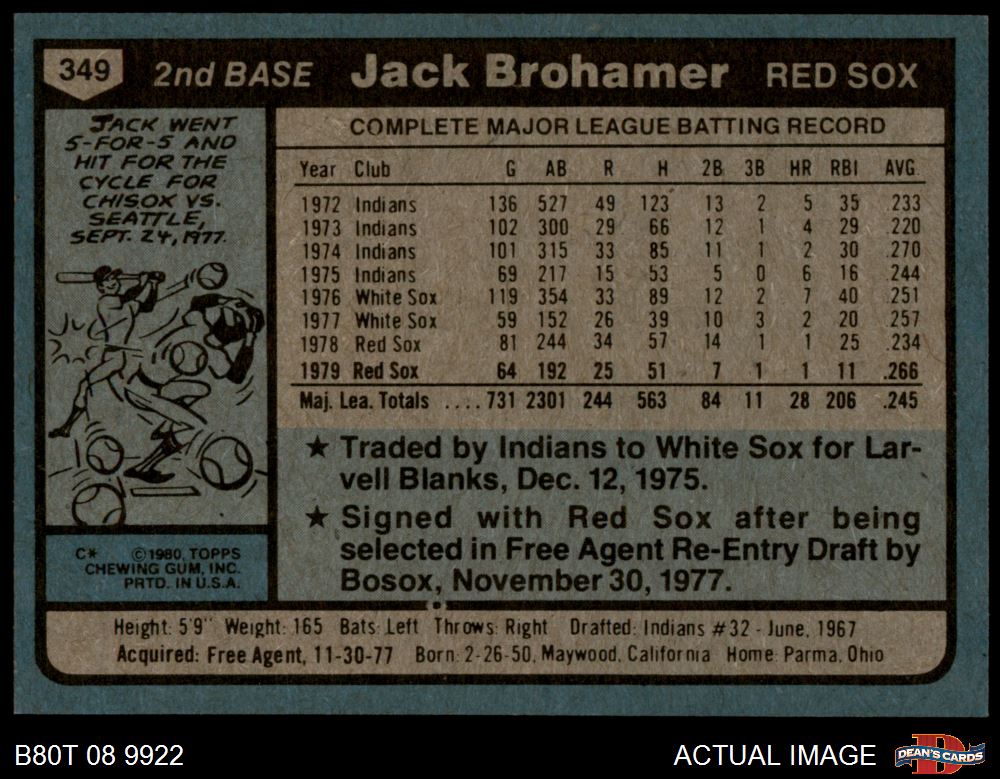 349 2nd BASE Jack Brohamer RED SOX
JACK WENT
5-FOR-5 AND
HIT FOR THE
CYCLE FOR
CHISOX VS.
SEATTLE,
SEPT. 24, 1977.
COMPLETE MAJOR LEAGUE BATTING RECORD
Year Club G AB R H 2B 3B HR RBI AVG.
1972 Indians 136 527 49 123 13 2 5 35 .233
1973 Indians 102 300 29 66 12 1 4 29 .220
1974 Indians 101 315 33 85 11 1 2 30 .270
1975 Indians 69 217 15 53 5 0 6 16 .244
1976 White Sox 119 354 33 89 12 2 7 40 .251
1977 White Sox 59 152 26 39 10 3 2 20 .257
1978 Red Sox 81 244 34 57 14 1 1 25 .234
1979 Red Sox 64 192 25 51 7 1 1 11 .266
Maj. Lea. Totals ....731 2301 244 563 84 11 28 206 .245
★ Traded by Indians to White Sox for Lar-
vell Blanks, Dec. 12, 1975.
★ Signed with Red Sox after being
selected in Free Agent Re-Entry Draft by
Bosox, November 30, 1977.
C* ©1980 TOPPS
CHEWING GUM, INC.
PRTD. IN U.S.A.
Height: 5'9" Weight: 165 Bats: Left Throws: Right Drafted: Indians #32 - June, 1967
Acquired: Free Agent, 11-30-77 Born: 2-26-50, Maywood, California Home: Parma, Ohio
B80T 08 9922 ACTUAL IMAGE DEAN'S CARDS